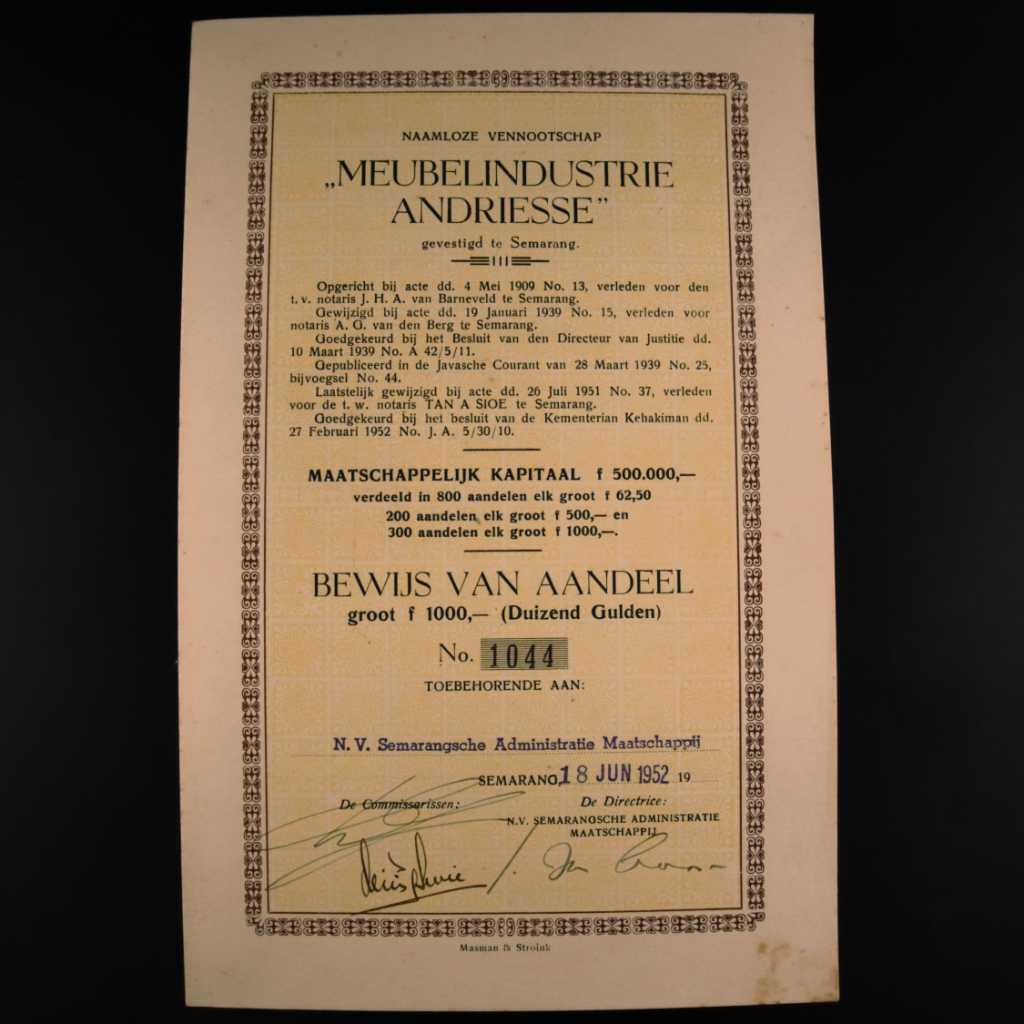 NAAMLOZE VENNOOTSCHAP
„MEUBELINDUSTRIE
ANDRIESSE”
gevestigd te Semarang.
Opgericht bij acte dd. 4 Mei 1909 No. 13, verleden voor den
t. v. notaris J. H. A. van Barneveld te Semarang.
Gewijzigd bij acte dd. 19 Januari 1939 No. 15, verleden voor
notaris A. G. van den Berg te Semarang.
Goedgekeurd bij het Besluit van den Directeur van Justitie dd.
10 Maart 1939 No. A 42/5/11.
Gepubliceerd in de Javasche Courant van 28 Maart 1939 No. 25,
bijvoegsel No. 44.
Laatstelijk gewijzigd bij acte dd. 26 Juli 1951 No. 37, verleden
voor de t. w. notaris TAN A SIOE te Semarang.
Goedgekeurd bij het besluit van de Kementerian Kehakiman dd.
27 Februari 1952 No. J. A. 5/30/10.
MAATSCHAPPELIJK KAPITAAL f 500.000,—
verdeeld in 800 aandelen elk groot f 62,50
200 aandelen elk groot f 500,— en
300 aandelen elk groot f 1000,—.
BEWIJS VAN AANDEEL
groot f 1000,— (Duizend Gulden)
No. 1044
TOEBEHORENDE AAN:
N. V. Semarangsche Administratie Maatschappij
SEMARANG, 18 JUN 1952 19
De Commissarissen: De Directrice:
N.V. SEMARANGSCHE ADMINISTRATIE
MAATSCHAPPIJ
Masman & Stroink